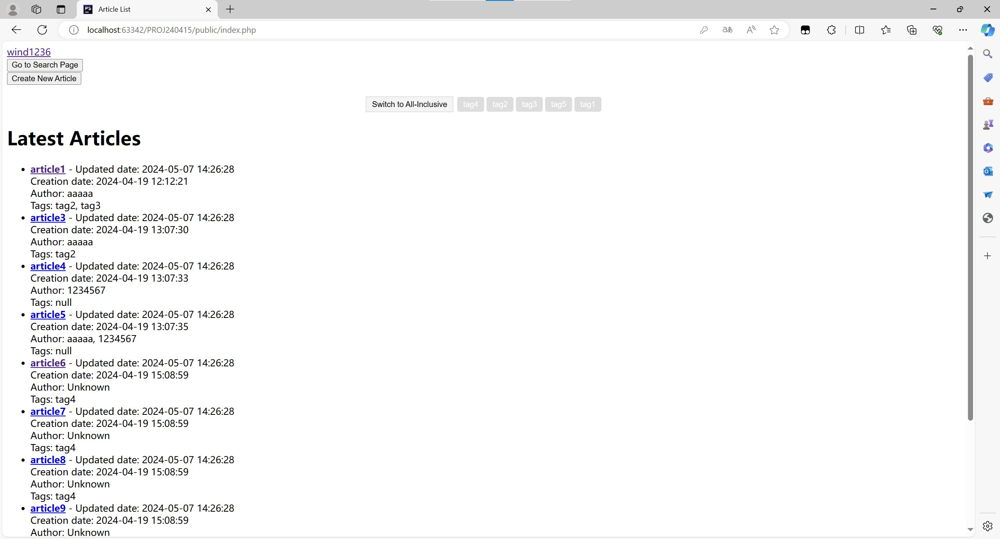 Article List
localhost:63342/PROJ240415/public/index.php
wind1236
Go to Search Page
Create New Article
Switch to All-Inclusive tag4 tag2 tag3 tag5 tag1
Latest Articles
article1 - Updated date: 2024-05-07 14:26:28
Creation date: 2024-04-19 12:12:21
Author: aaaaa
Tags: tag2, tag3
article3 - Updated date: 2024-05-07 14:26:28
Creation date: 2024-04-19 13:07:30
Author: aaaaa
Tags: tag2
article4 - Updated date: 2024-05-07 14:26:28
Creation date: 2024-04-19 13:07:33
Author: 1234567
Tags: null
article5 - Updated date: 2024-05-07 14:26:28
Creation date: 2024-04-19 13:07:35
Author: aaaaa, 1234567
Tags: null
article6 - Updated date: 2024-05-07 14:26:28
Creation date: 2024-04-19 15:08:59
Author: Unknown
Tags: tag4
article7 - Updated date: 2024-05-07 14:26:28
Creation date: 2024-04-19 15:08:59
Author: Unknown
Tags: tag4
article8 - Updated date: 2024-05-07 14:26:28
Creation date: 2024-04-19 15:08:59
Author: Unknown
Tags: tag4
article9 - Updated date: 2024-05-07 14:26:28
Creation date: 2024-04-19 15:08:59
Author: Unknown